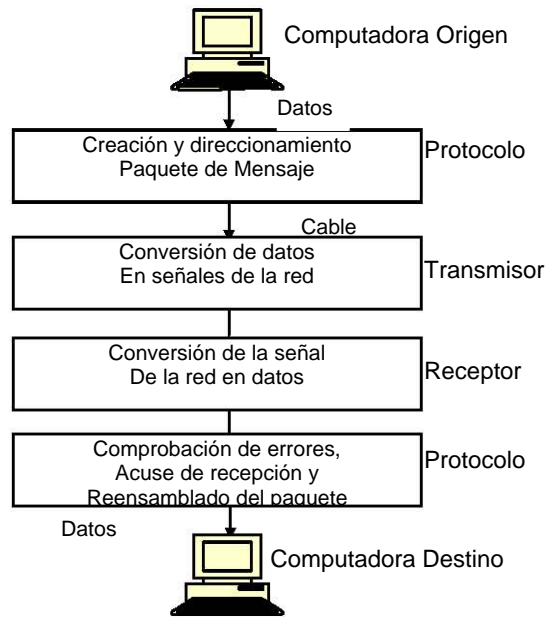 Computadora Origen
Datos
Creación y direccionamiento
Paquete de Mensaje
Protocolo
Cable
Conversión de datos
En señales de la red
Transmisor
Conversión de la señal
De la red en datos
Receptor
Comprobación de errores,
Acuse de recepción y
Reensamblado del paquete
Protocolo
Datos
Computadora Destino